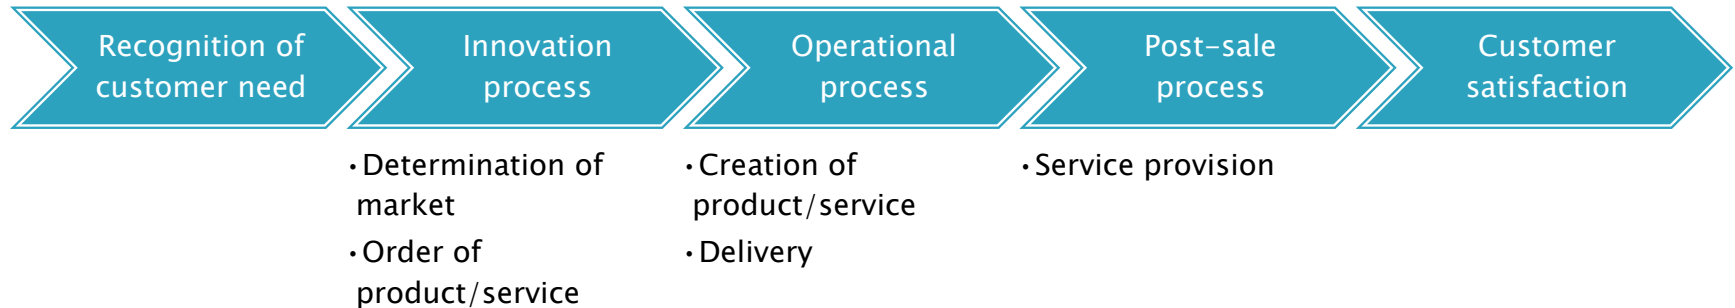 Recognition of
customer need
Innovation
process
Operational
process
Post-sale
process
Customer
satisfaction
•Determination of
market
•Order of
product/service
•Creation of
product/service
•Delivery
•Service provision